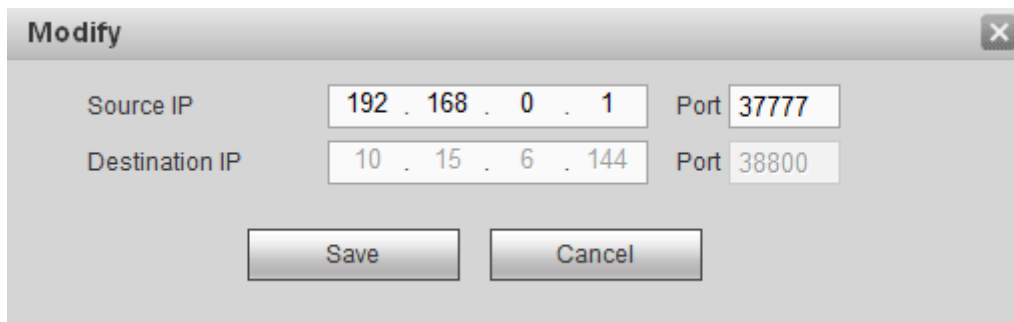 Modify
Source IP 192 . 168 . 0 . 1 Port 37777
Destination IP 10 . 15 . 6 . 144 Port 38800
Save Cancel